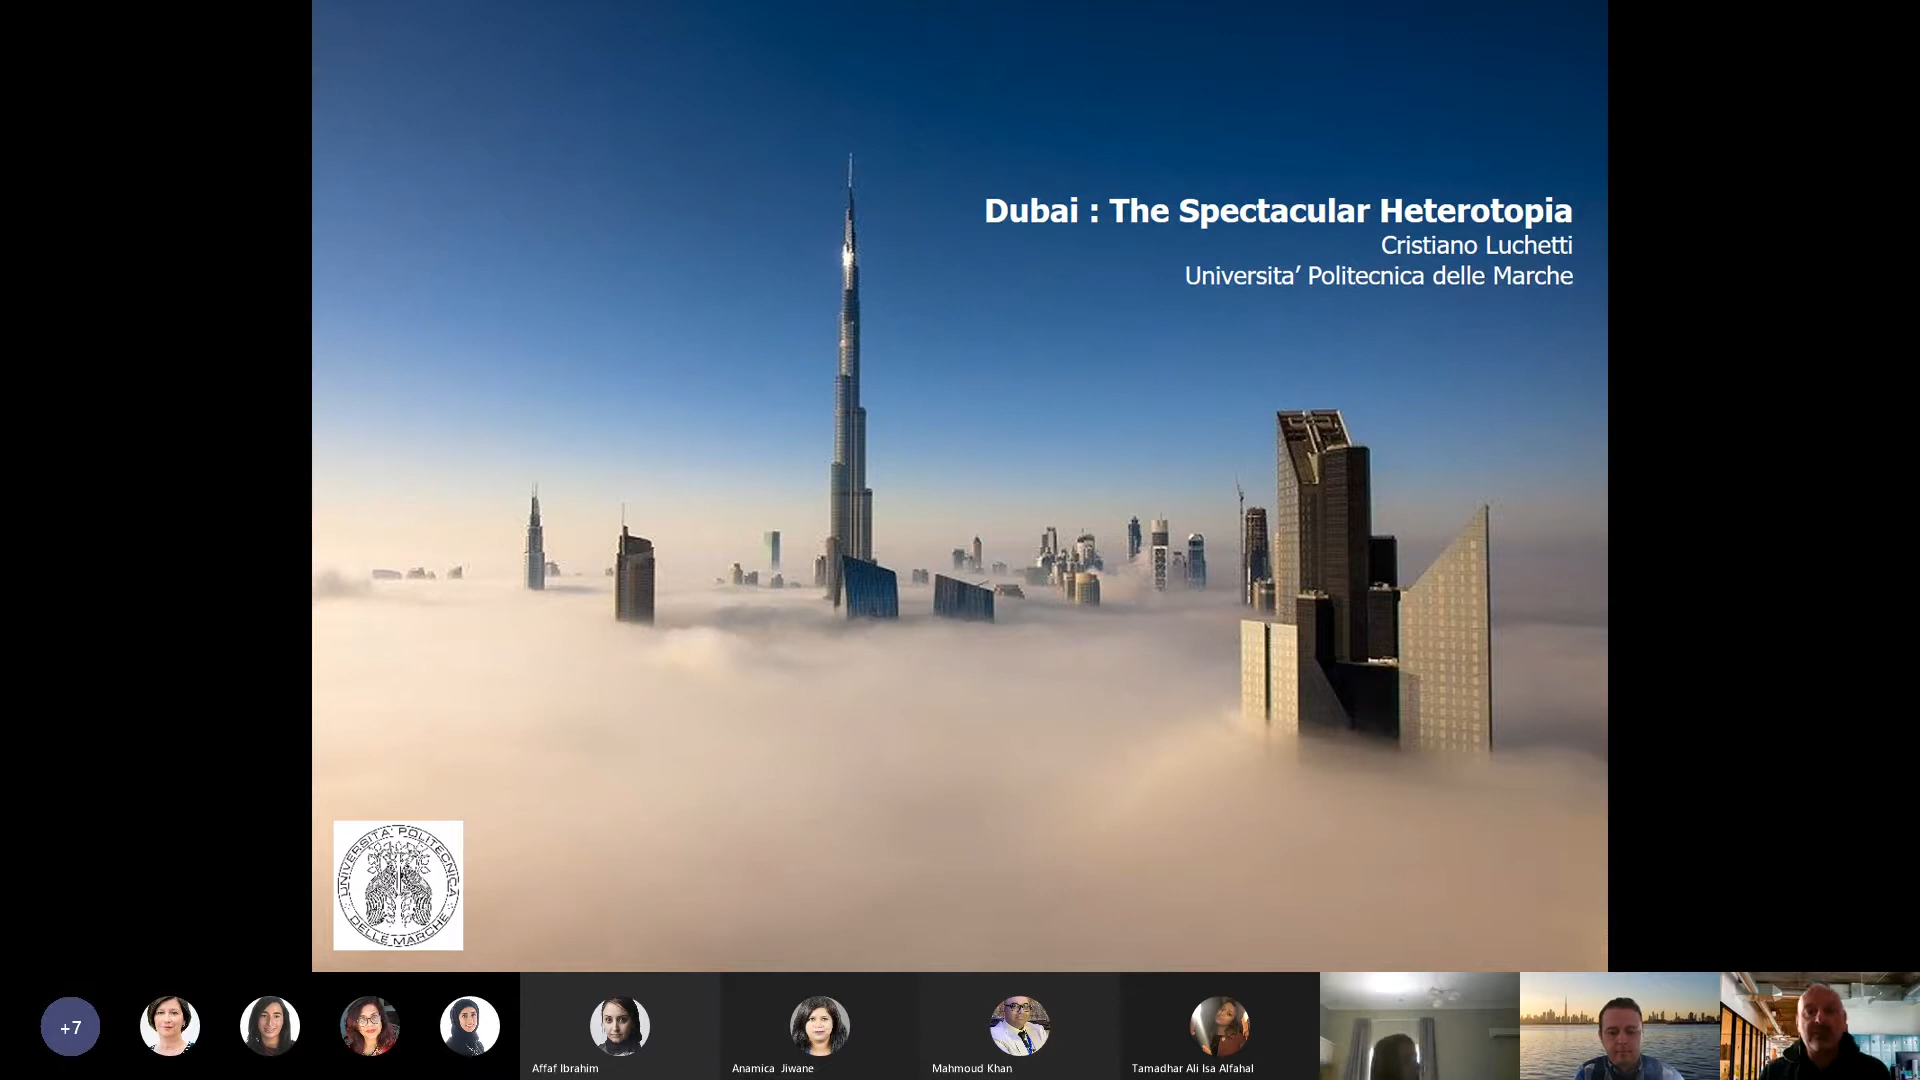 Dubai : The Spectacular Heterotopia
Cristiano Luchetti
Universita’ Politecnica delle Marche
UNIVERSITA' POLITECNICA
DELLE MARCHE
+7
Affaf Ibrahim
Anamica Jiwane
Mahmoud Khan
Tamadhar Ali Isa Alfahal